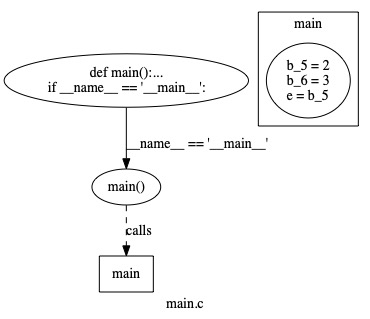 main
def main():...
if __name__ == '__main__':
b_5 = 2
b_6 = 3
e = b_5
__name__ == '__main__'
main()
calls
main
main.c